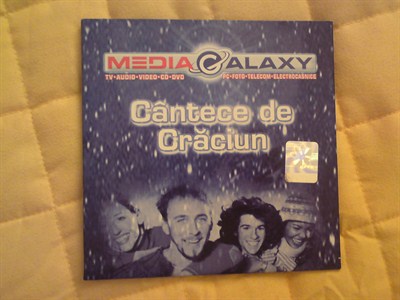 MEDIA GALAXY
TV•AUDIO•VIDEO•CD•DVD PC•FOTO•TELECOM•ELECTROCASNICE
Cântece de
Crăciun